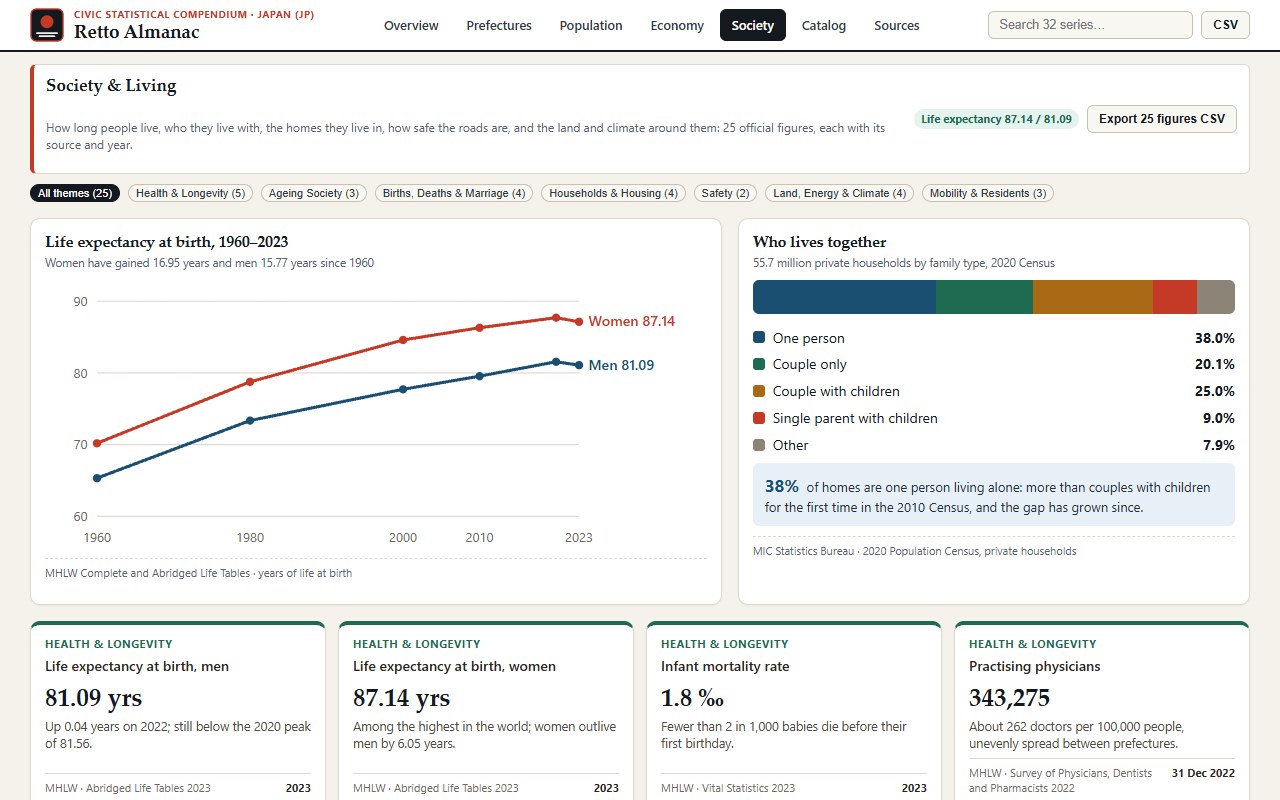 CIVIC STATISTICAL COMPENDIUM · JAPAN (JP)
Retto Almanac
Overview
Prefectures
Population
Economy
Society
Catalog
Sources
Search 32 series...
CSV
Society & Living
How long people live, who they live with, the homes they live in, how safe the roads are, and the land and climate around them: 25 official figures, each with its
source and year.
Life expectancy 87.14 / 81.09
Export 25 figures CSV
All themes (25)
Health & Longevity (5)
Ageing Society (3)
Births, Deaths & Marriage (4)
Households & Housing (4)
Safety (2)
Land, Energy & Climate (4)
Mobility & Residents (3)
Life expectancy at birth, 1960–2023
Women have gained 16.95 years and men 15.77 years since 1960
90
80
70
60
1960
1980
2000
2010
2023
Women 87.14
Men 81.09
MHLW Complete and Abridged Life Tables · years of life at birth
Who lives together
55.7 million private households by family type, 2020 Census
One person 38.0%
Couple only 20.1%
Couple with children 25.0%
Single parent with children 9.0%
Other 7.9%
38% of homes are one person living alone: more than couples with children
for the first time in the 2010 Census, and the gap has grown since.
MIC Statistics Bureau · 2020 Population Census, private households
HEALTH & LONGEVITY
Life expectancy at birth, men
81.09 yrs
Up 0.04 years on 2022; still below the 2020 peak
of 81.56.
MHLW · Abridged Life Tables 2023 2023
HEALTH & LONGEVITY
Life expectancy at birth, women
87.14 yrs
Among the highest in the world; women outlive
men by 6.05 years.
MHLW · Abridged Life Tables 2023 2023
HEALTH & LONGEVITY
Infant mortality rate
1.8 ‰
Fewer than 2 in 1,000 babies die before their
first birthday.
MHLW · Vital Statistics 2023 2023
HEALTH & LONGEVITY
Practising physicians
343,275
About 262 doctors per 100,000 people,
unevenly spread between prefectures.
MHLW · Survey of Physicians, Dentists 31 Dec 2022
and Pharmacists 2022